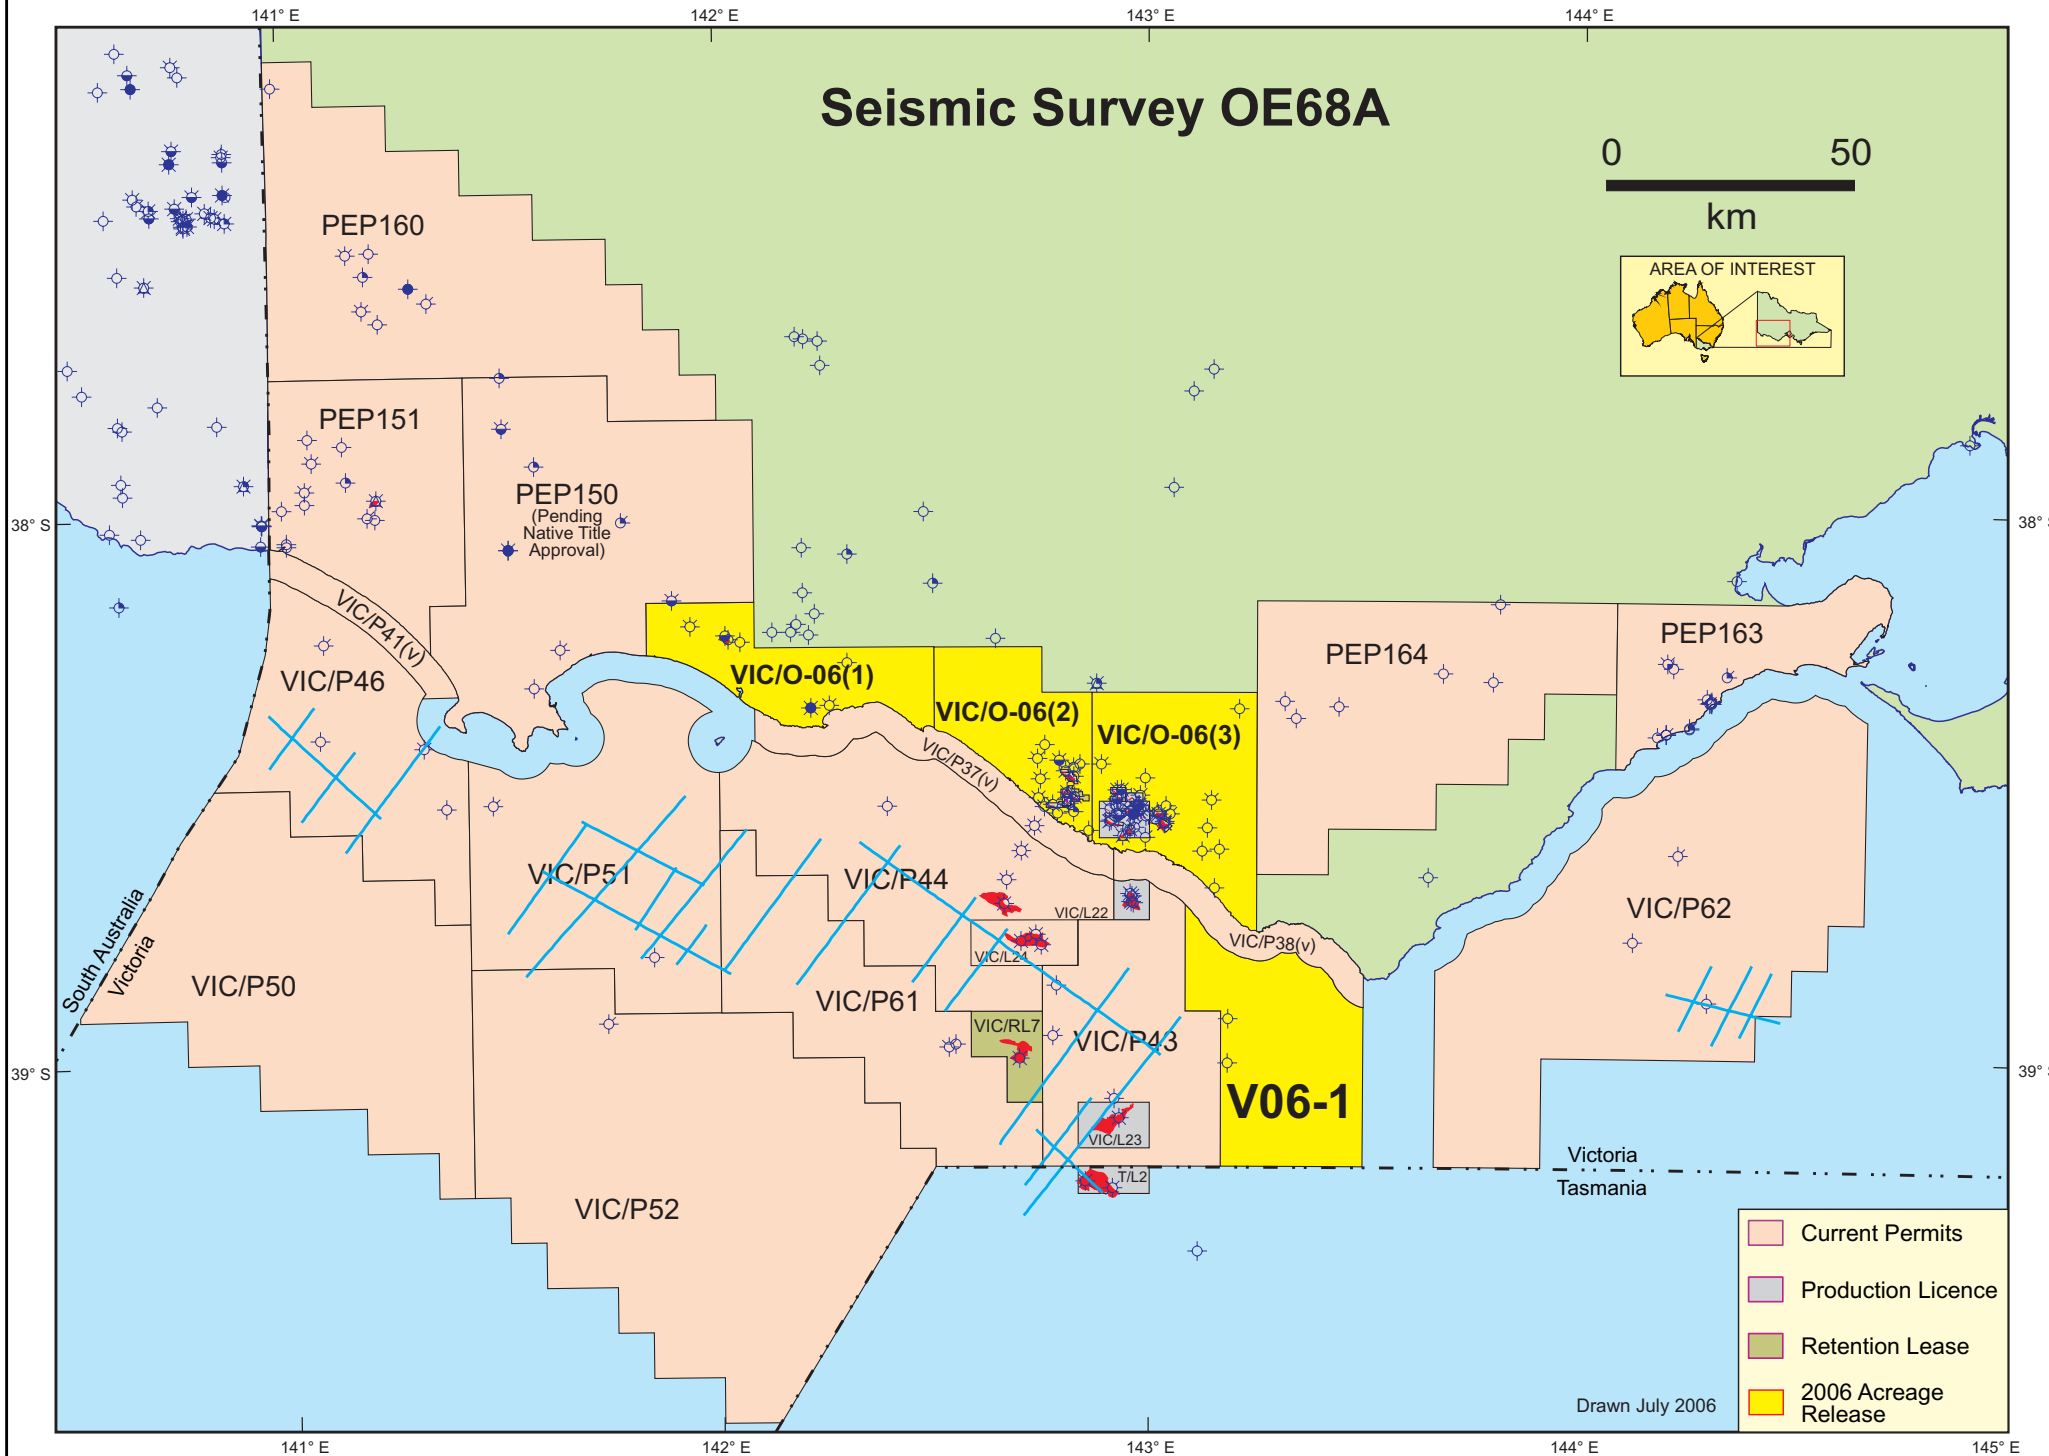 141° E
142° E
143° E
144° E
Seismic Survey OE68A
0
50
km
AREA OF INTEREST
PEP160
PEP151
PEP150
(Pending
Native Title
Approval)
38° S
38° S
VIC/P41(v)
VIC/P46
VIC/O-06(1)
VIC/O-06(2)
VIC/O-06(3)
PEP164
PEP163
VIC/P37(v)
VIC/P51
VIC/P44
VIC/L22
VIC/P62
VIC/P38(v)
VIC/L24
South Australia
Victoria
VIC/P50
VIC/P61
VIC/RL7
VIC/P43
39° S
39° S
V06-1
VIC/L23
T/L2
Victoria
Tasmania
VIC/P52
Current Permits
Production Licence
Retention Lease
2006 Acreage
Release
Drawn July 2006
141° E
142° E
143° E
144° E
145° E